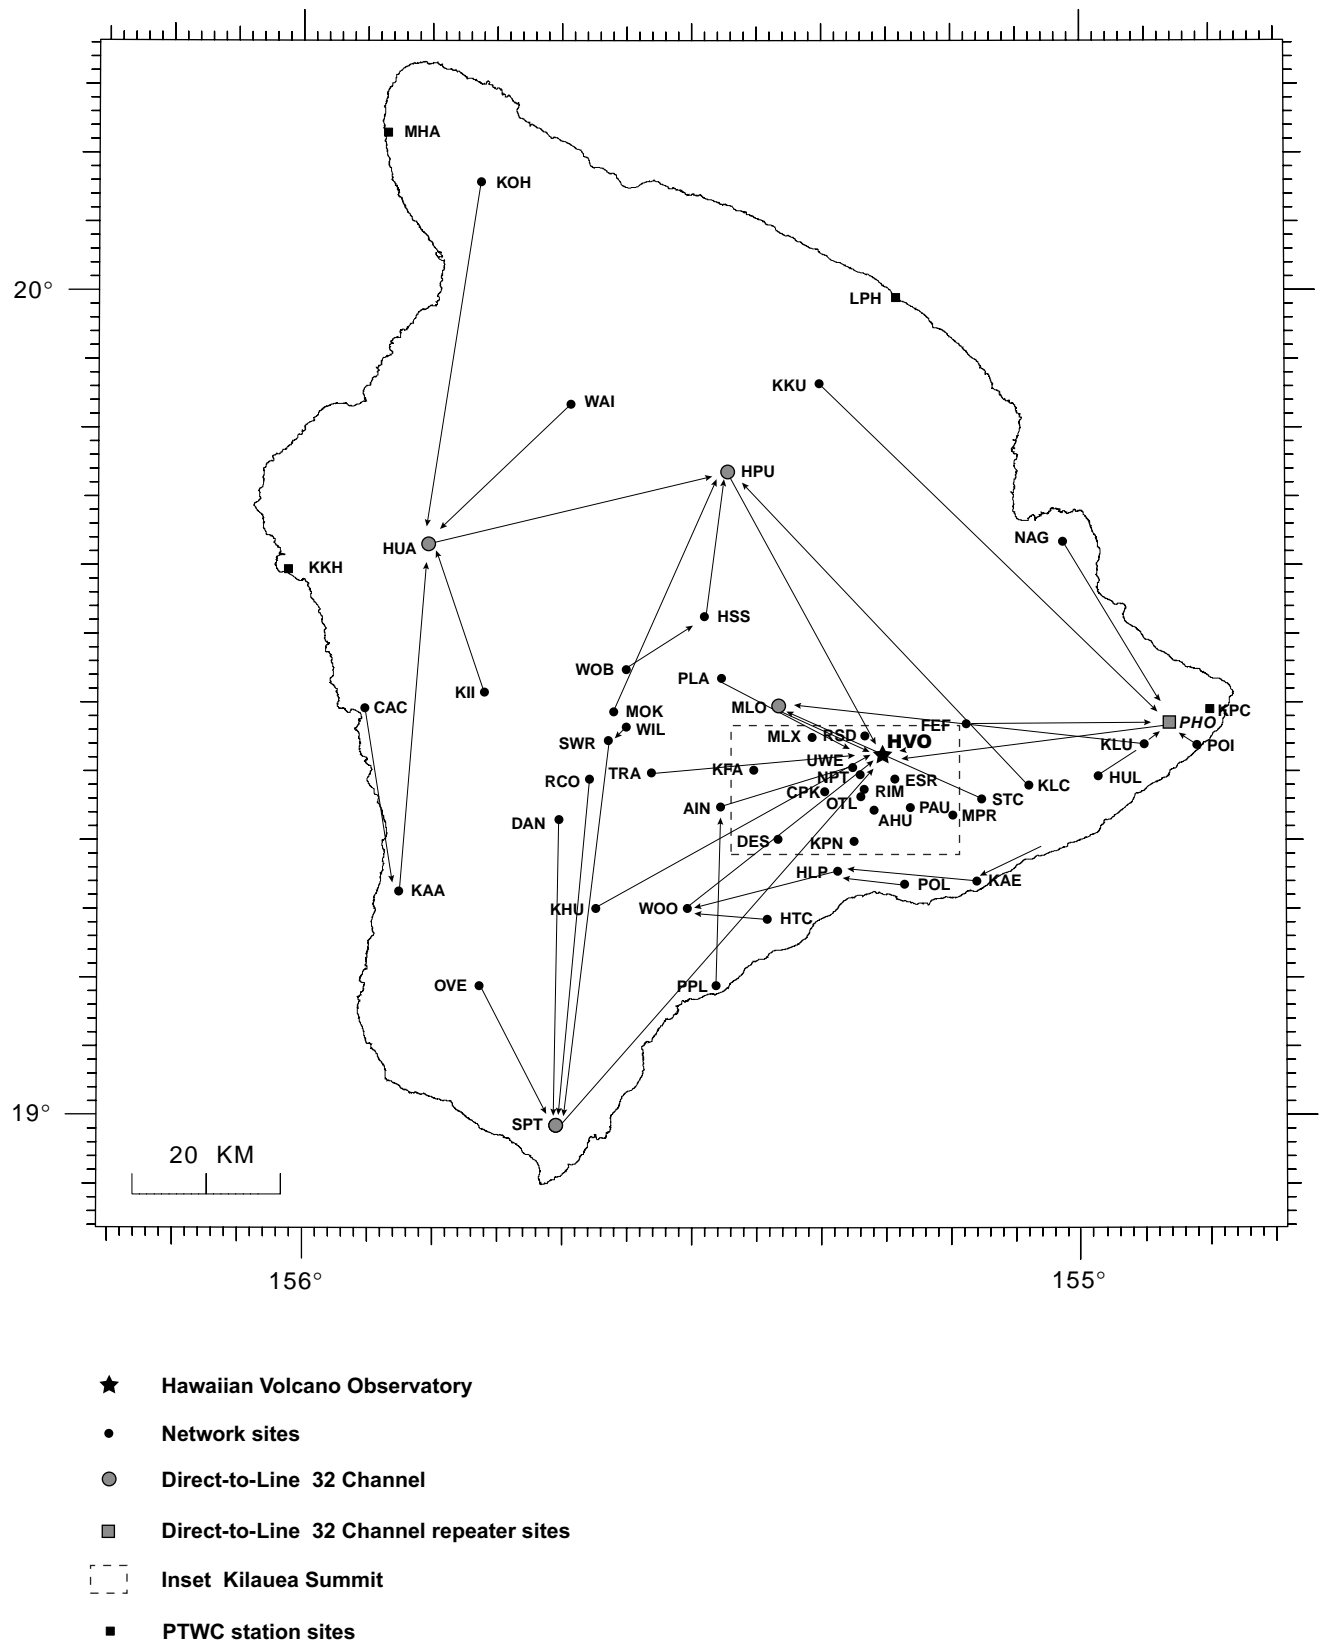 MHA
KOH
20°
LPH
KKU
WAI
HPU
NAG
HUA
KKH
HSS
WOB
PLA
KII
CAC
MLO
MOK
KPC
PHO
FEF
WIL
RSD
MLX
HVO
SWR
KLU
POI
UWE
KFA
TRA
NPT
HUL
RCO
ESR
KLC
CPK
RIM
STC
OTL
AIN
PAU
MPR
DAN
AHU
DES
KPN
HLP
KAE
POL
KAA
KHU
WOO
HTC
OVE
PPL
19°
SPT
20 KM
156°
155°
Hawaiian Volcano Observatory
Network sites
Direct-to-Line 32 Channel
Direct-to-Line 32 Channel repeater sites
Inset Kilauea Summit
PTWC station sites